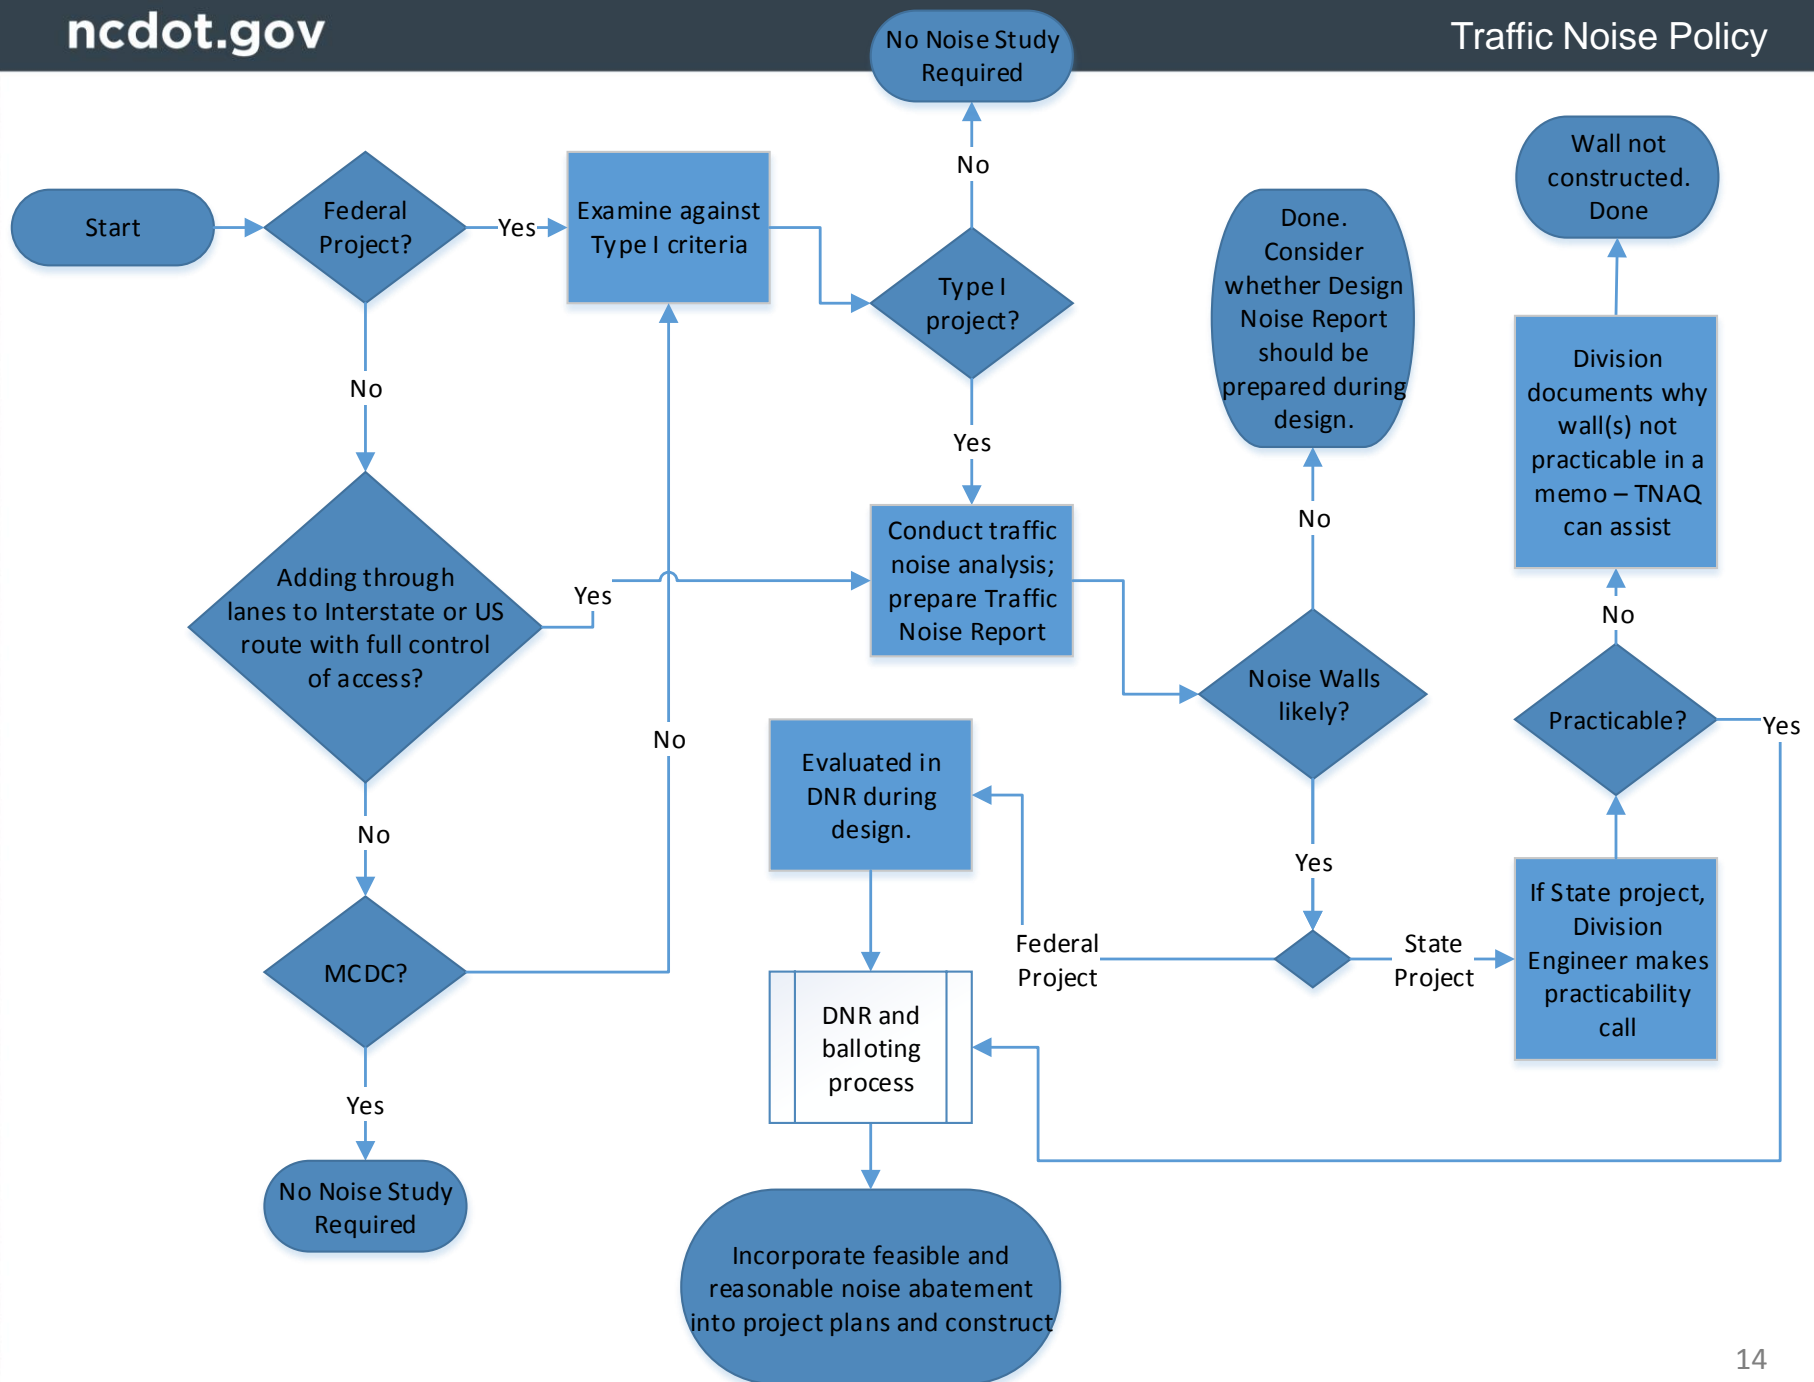 ncdot.gov
Traffic Noise Policy
No Noise Study
Required
No
Start
Federal
Project?
Yes
Examine against
Type I criteria
Type I
project?
Wall not
constructed.
Done
Done.
Consider
whether Design
Noise Report
should be
prepared during
design.
No
Yes
No
Division
documents why
wall(s) not
practicable in a
memo – TNAQ
can assist
No
Adding through
lanes to Interstate or US
route with full control
of access?
Yes
Conduct traffic
noise analysis;
prepare Traffic
Noise Report
Noise Walls
likely?
Practicable?
Yes
No
No
Evaluated in
DNR during
design.
Yes
MCDC?
Federal
Project
State
Project
If State project,
Division
Engineer makes
practicability
call
DNR and
balloting
process
Yes
No Noise Study
Required
Incorporate feasible and
reasonable noise abatement
into project plans and construct
14